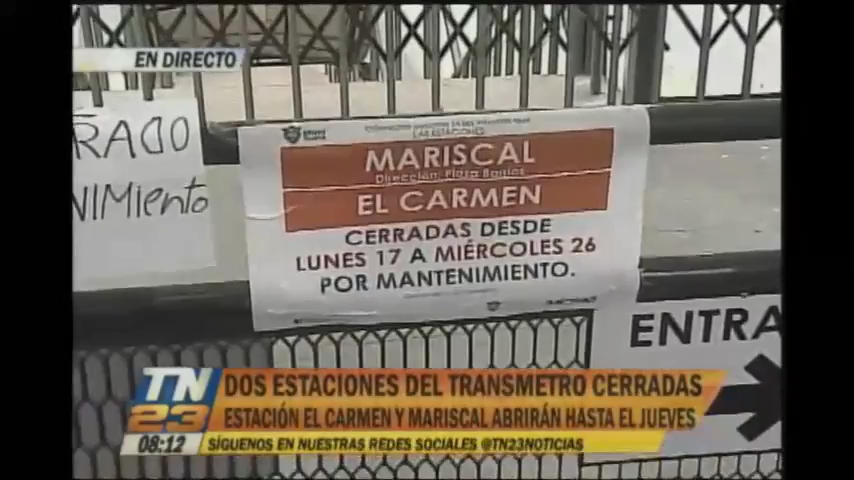 EN DIRECTO
RADO
NIMiento
LAS ESTACIONES
MARISCAL
Dirección: Plaza Barrios
EL CARMEN
CERRADAS DESDE
LUNES 17 A MIÉRCOLES 26
POR MANTENIMIENTO.
ENTRA
TN
23
08:12
DOS ESTACIONES DEL TRANSMETRO CERRADAS
ESTACIÓN EL CARMEN Y MARISCAL ABRIRÁN HASTA EL JUEVES
SÍGUENOS EN NUESTRAS REDES SOCIALES @TN23NOTICIAS